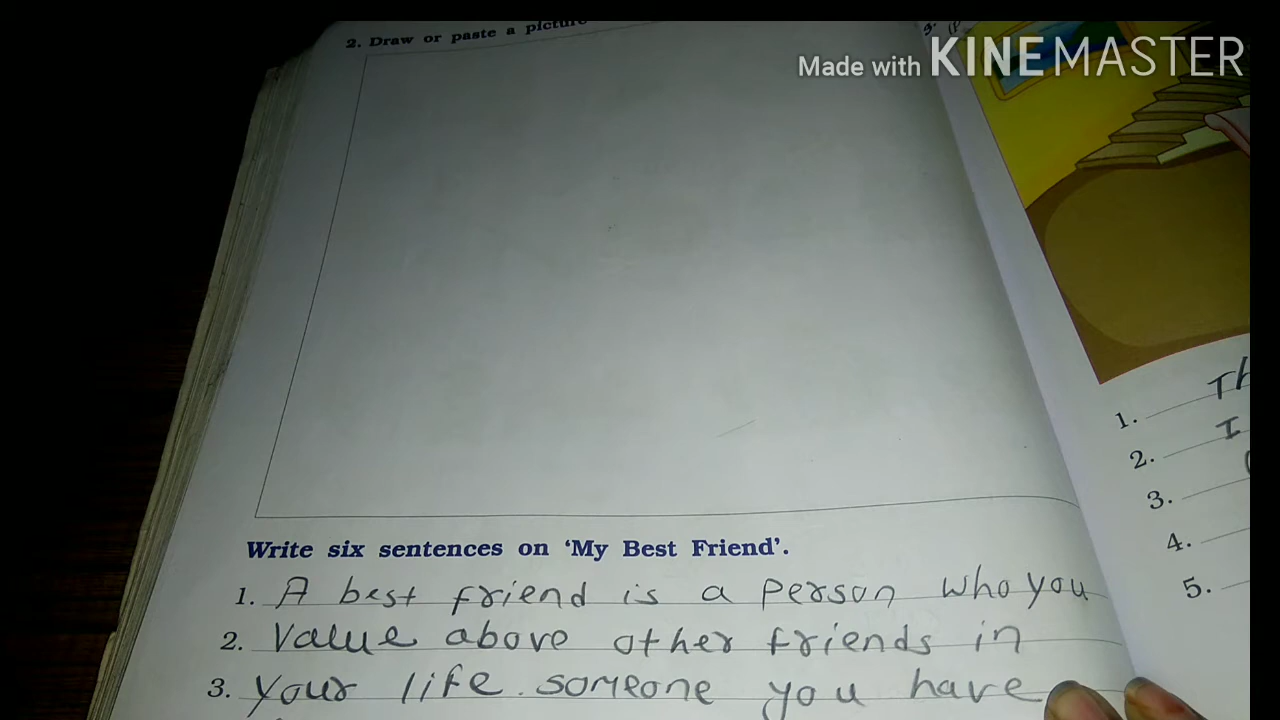 2. Draw or paste a picture
Made with KINEMASTER
Write six sentences on ‘My Best Friend’.
1. A best friend is a person who you
2. value above other friends in
3. your life. someone you have
1. Th
2. I
3.
4.
5.